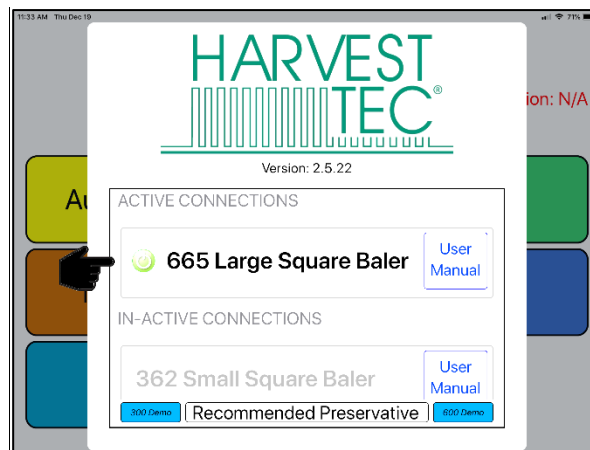 11:33 AM Thu Dec 19
71%
HARVEST
TEC®
ion: N/A
Version: 2.5.22
Au
ACTIVE CONNECTIONS
665 Large Square Baler
User
Manual
IN-ACTIVE CONNECTIONS
362 Small Square Baler
User
Manual
300 Demo
Recommended Preservative
600 Demo